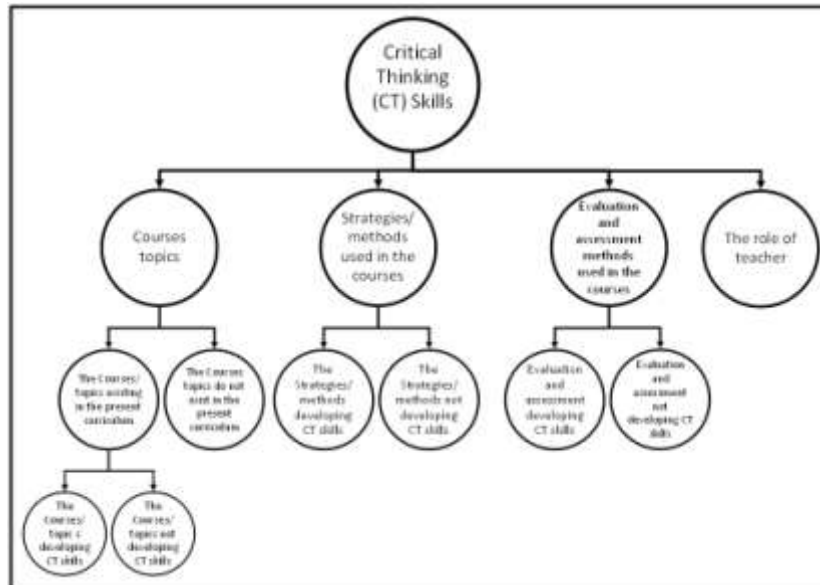 Critical
Thinking
(CT) Skills
Courses
topics
Strategies/
methods
used in the
courses
Evaluation
and
assessment
methods
used in the
courses
The role of
teacher
The Courses/
topics existing
in the present
curriculum
The Courses
topics do not
exist in the
present
curriculum
The
Strategies/
methods
developing
CT skills
The
Strategies/
methods not
developing
CT skills
Evaluation
and
assessment
developing
CT skills
Evaluation
and
assessment
not
developing CT
skills
The
Courses/
topic s
developing
CT skills
The
Courses/
topics not
developing
CT skills